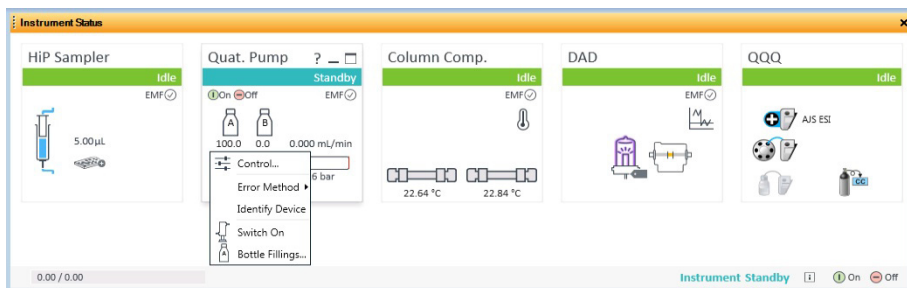 Instrument Status
HiP Sampler
Idle
EMF
5.00 µL
Quat. Pump ?
Standby
On Off EMF
A B
100.0 0.0 0.000 mL/min
6 bar
Control...
Error Method
Identify Device
Switch On
A Bottle Fillings...
Column Comp.
Idle
EMF
22.64 °C 22.84 °C
DAD
Idle
EMF
QQQ
Idle
AJS ESI
CC
0.00 / 0.00
Instrument Standby i On Off